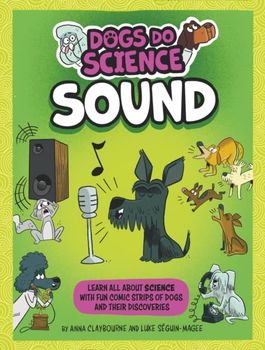 DOGS DO
SCIENCE
SOUND
LEARN ALL ABOUT SCIENCE
WITH FUN COMIC STRIPS OF DOGS
AND THEIR DISCOVERIES
BY ANNA CLAYBOURNE AND LUKE SÉGUIN-MAGEE